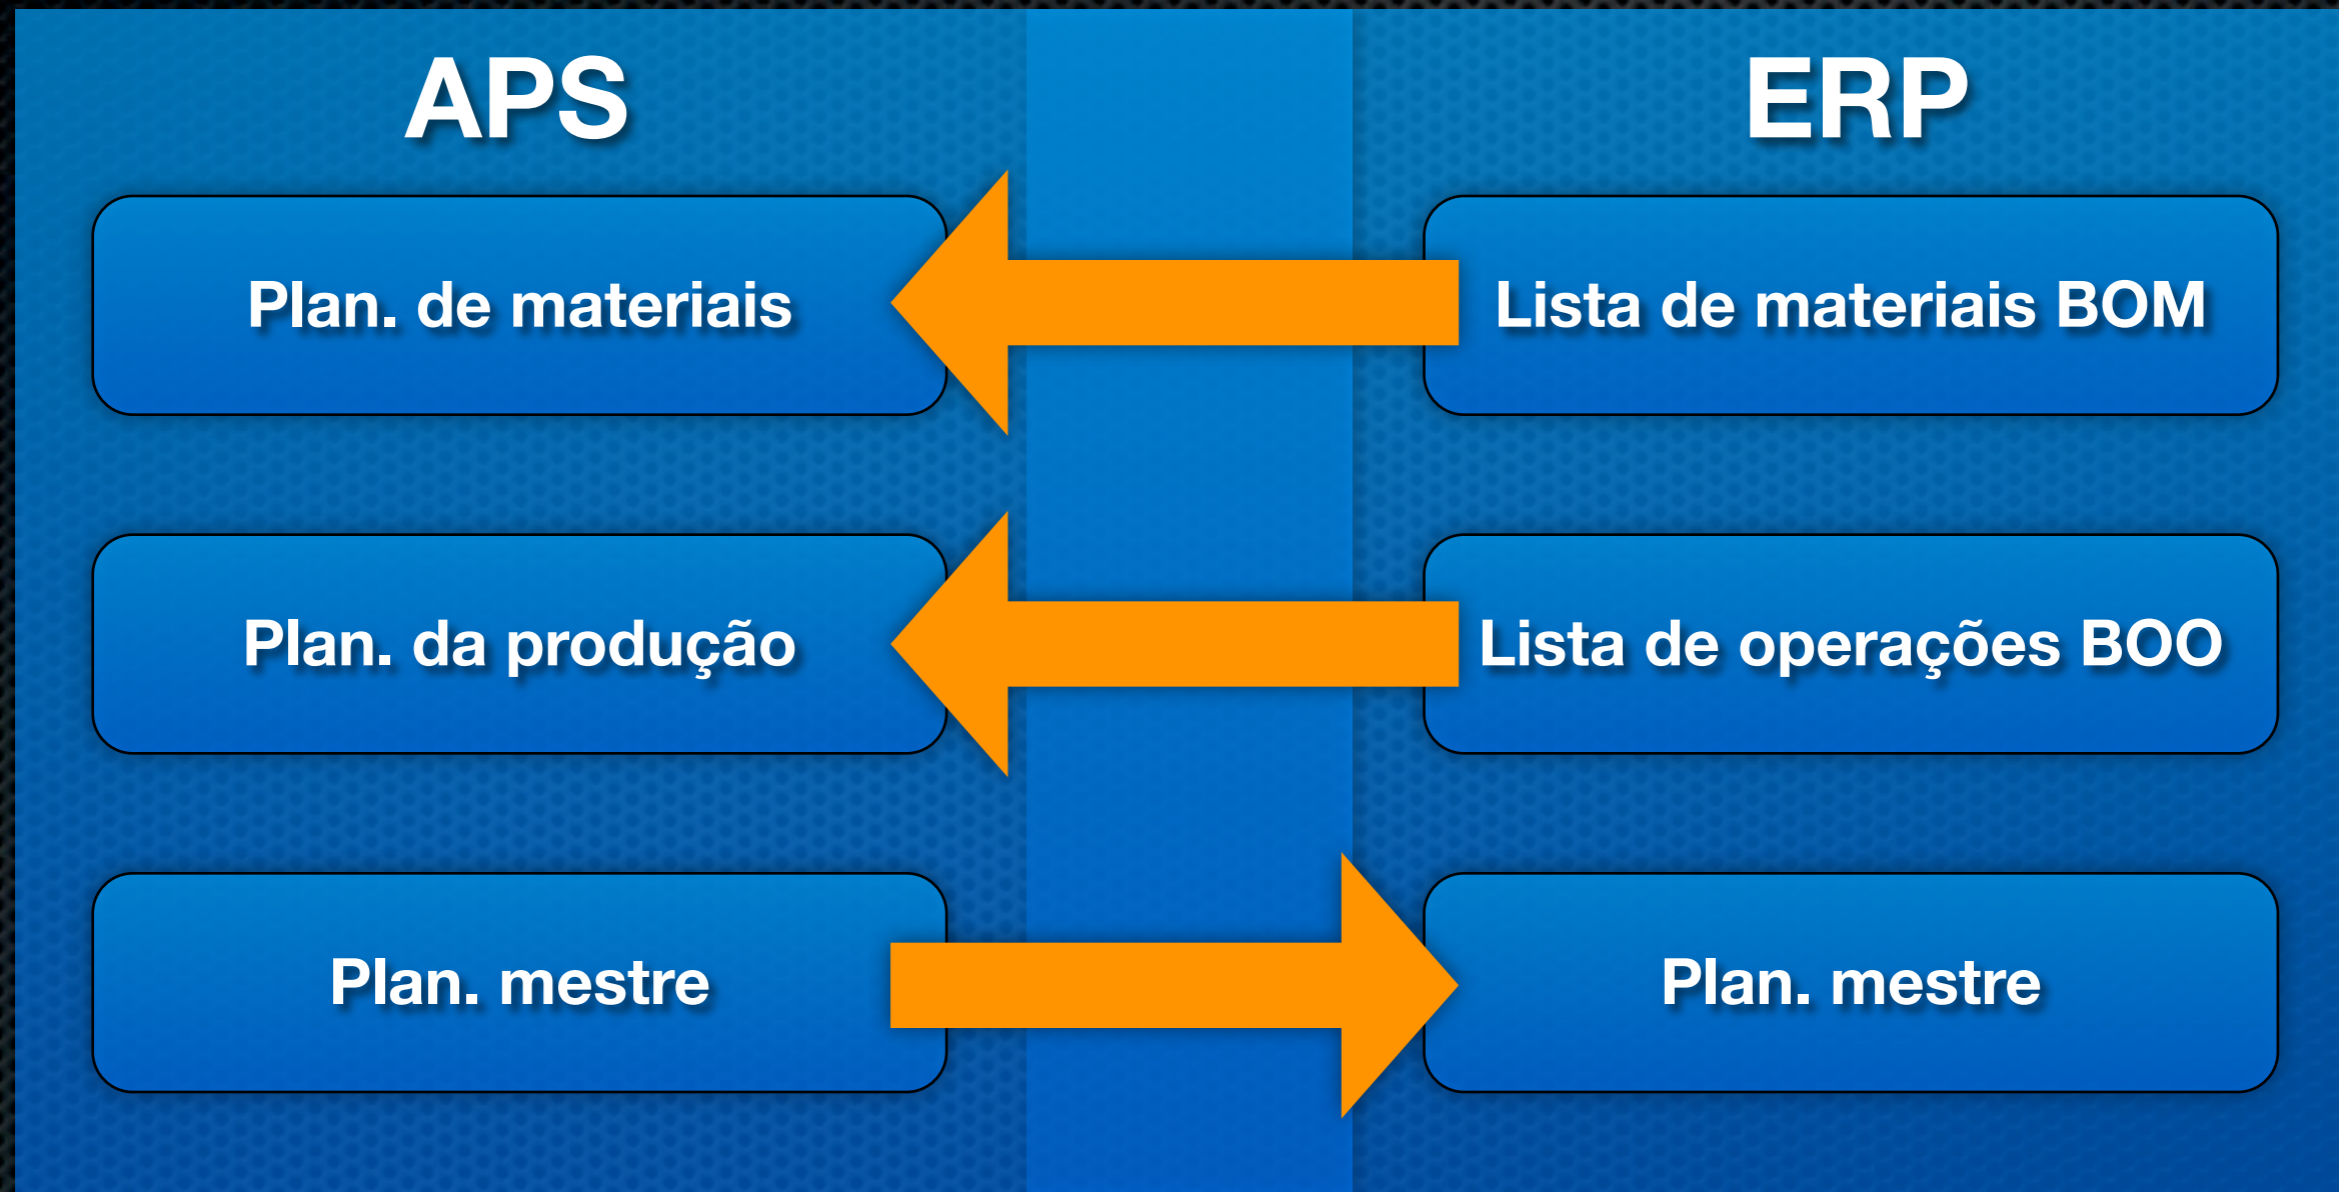 APS
ERP
Plan. de materiais
Lista de materiais BOM
Plan. da produção
Lista de operações BOO
Plan. mestre
Plan. mestre